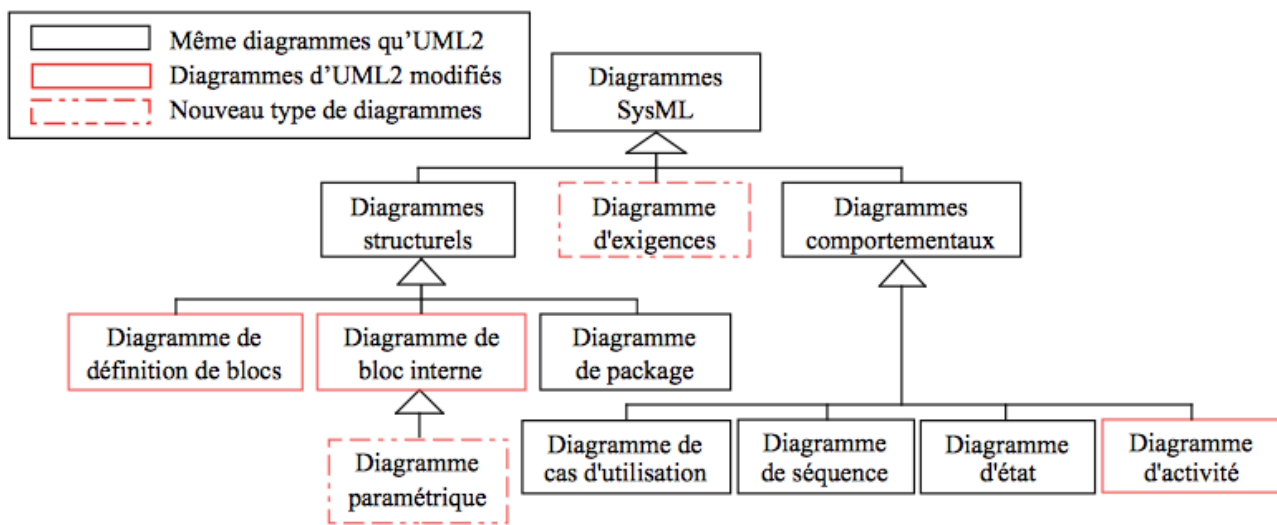 Même diagrammes qu'UML2
Diagrammes d'UML2 modifiés
Nouveau type de diagrammes
Diagrammes
SysML
Diagrammes
structurels
Diagramme
d'exigences
Diagrammes
comportementaux
Diagramme de
définition de blocs
Diagramme de
bloc interne
Diagramme
de package
Diagramme
paramétrique
Diagramme de
cas d'utilisation
Diagramme
de séquence
Diagramme
d'état
Diagramme
d'activité